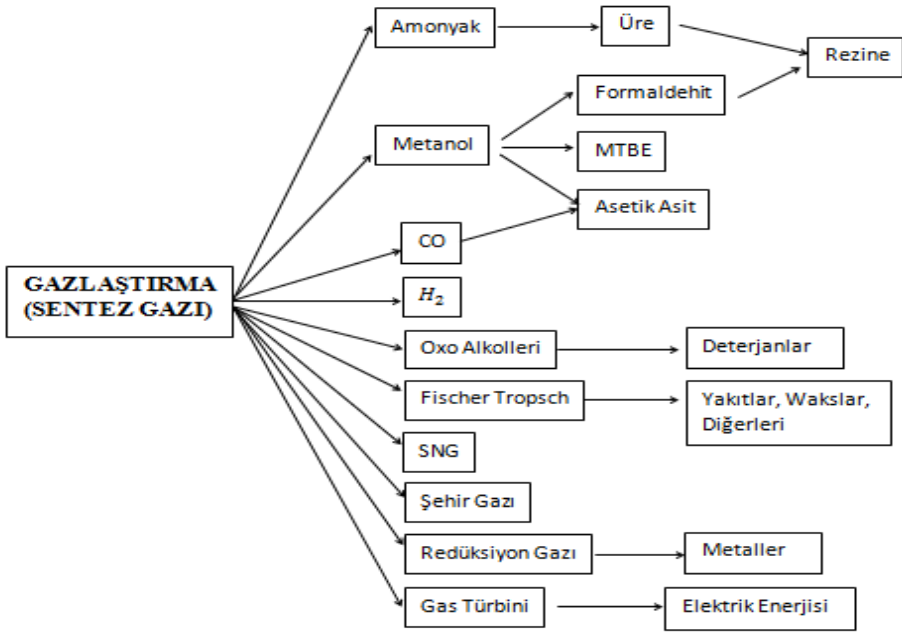 Amonyak
Üre
Rezine
Formaldehit
Metanol
MTBE
Asetik Asit
CO
GAZLAŞTIRMA
(SENTEZ GAZI)
H₂
Oxo Alkolleri
Deterjanlar
Fischer Tropsch
Yakıtlar, Wakslar,
Diğerleri
SNG
Şehir Gazı
Redüksiyon Gazı
Metaller
Gas Türbini
Elektrik Enerjisi